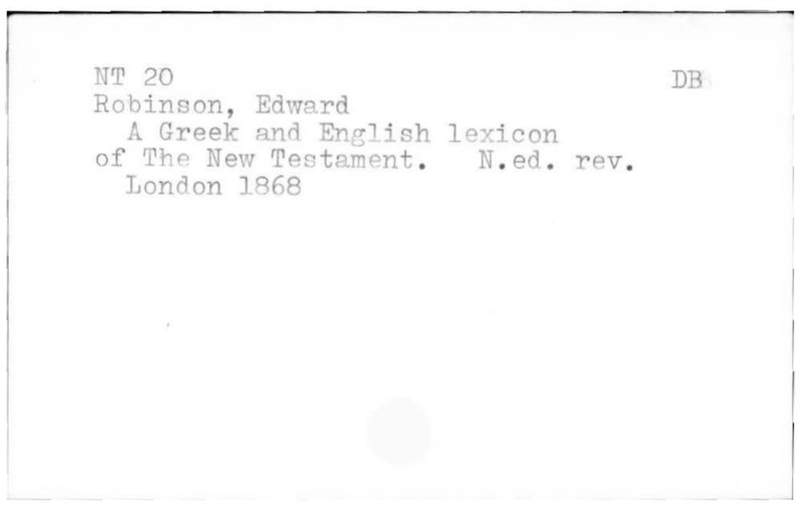 NT 20 DB
Robinson, Edward
A Greek and English lexicon
of The New Testament. N.ed. rev.
London 1868